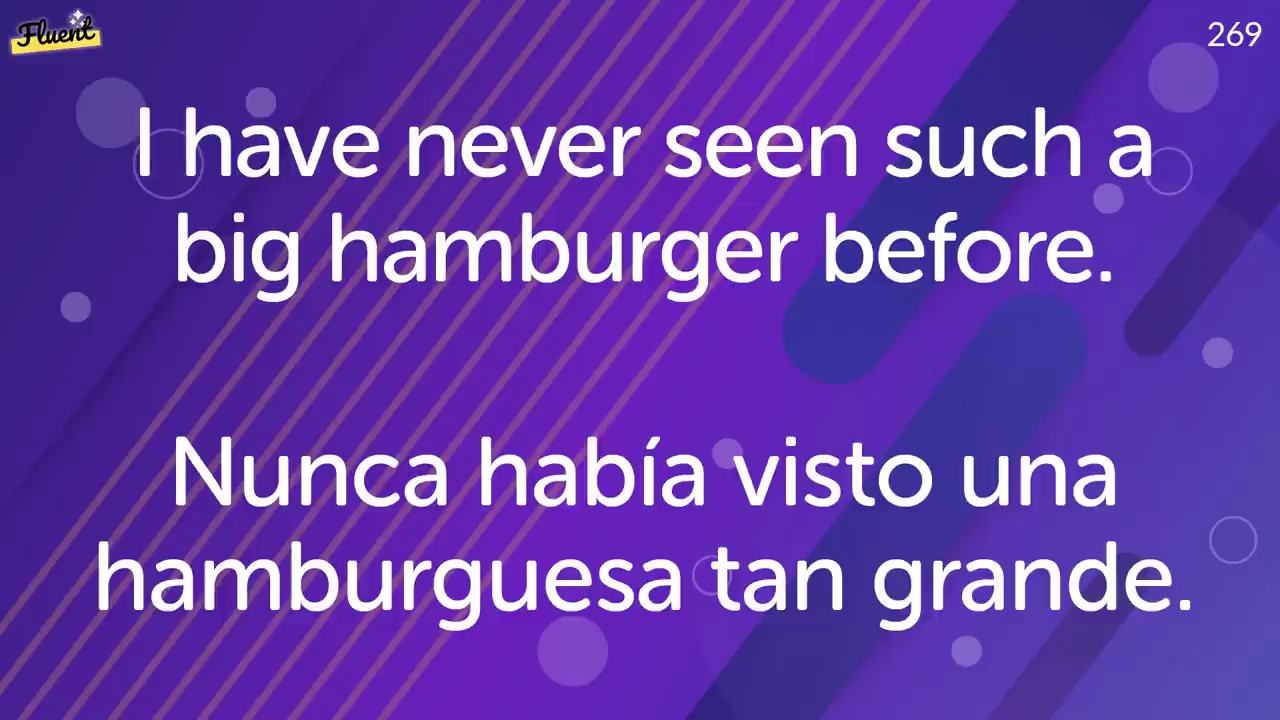 Fluent
269
I have never seen such a
big hamburger before.
Nunca había visto una
hamburguesa tan grande.